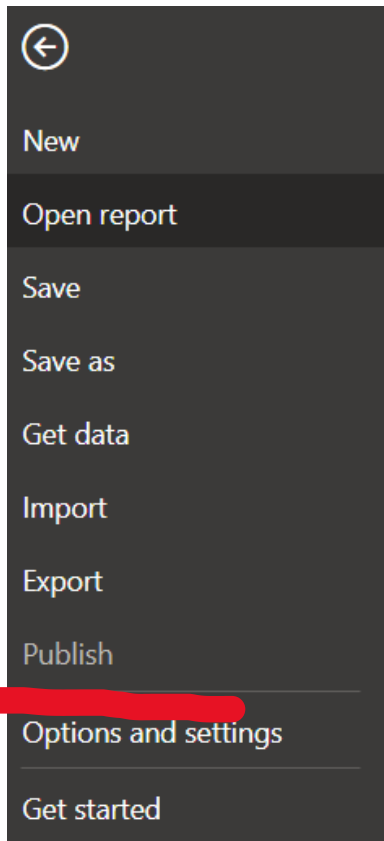 New
Open report
Save
Save as
Get data
Import
Export
Publish
Options and settings
Get started